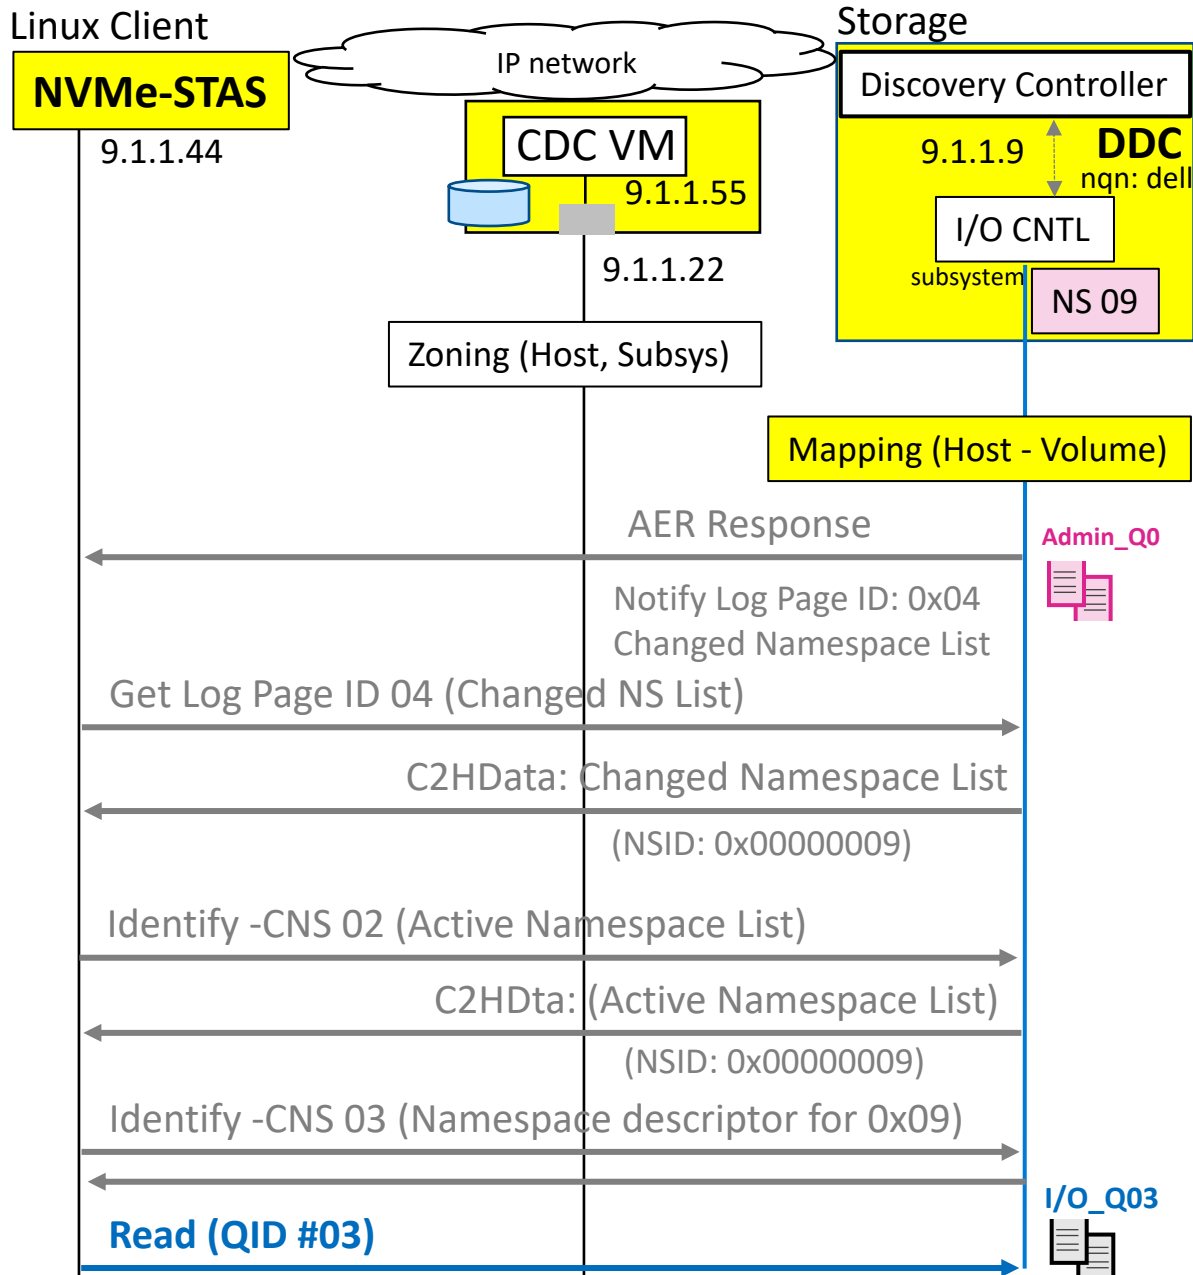 Linux Client
Storage
IP network
NVMe-STAS
Discovery Controller
9.1.1.44
CDC VM
9.1.1.9
DDC
nqn: dell
9.1.1.55
I/O CNTL
9.1.1.22
subsystem
NS 09
Zoning (Host, Subsys)
Mapping (Host - Volume)
AER Response
Admin_Q0
Notify Log Page ID: 0x04
Changed Namespace List
Get Log Page ID 04 (Changed NS List)
C2HData: Changed Namespace List
(NSID: 0x00000009)
Identify -CNS 02 (Active Namespace List)
C2HDta: (Active Namespace List)
(NSID: 0x00000009)
Identify -CNS 03 (Namespace descriptor for 0x09)
I/O_Q03
Read (QID #03)